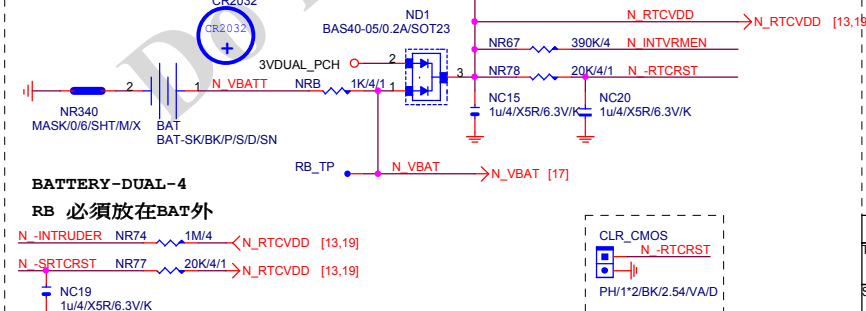 CR2032
CR2032
+
ND1
BAS40-05/0.2A/SOT23
N_RTCVDD
N_RTCVDD [13,19
3VDUAL_PCH
2
NR67 390K/4 N_INTVRMEN
2 1 N_VBATT NRB 1K/4/1 1
3
NR78 20K/4/1 N_-RTCRST
NR340
MASK/0/6/SHT/M/X
BAT
BAT-SK/BK/P/S/D/SN
NC15
1u/4/X5R/6.3V/K
NC20
1u/4/X5R/6.3V/K
RB_TP N_VBAT N_VBAT [17]
BATTERY-DUAL-4
RB 必須放在BAT外
N_-INTRUDER NR74 1M/4 N_RTCVDD [13,19]
N_-SRTCRST NR77 20K/4/1 N_RTCVDD [13,19]
NC19
1u/4/X5R/6.3V/K
CLR_CMOS
N_-RTCRST
PH/1*2/BK/2.54/VA/D